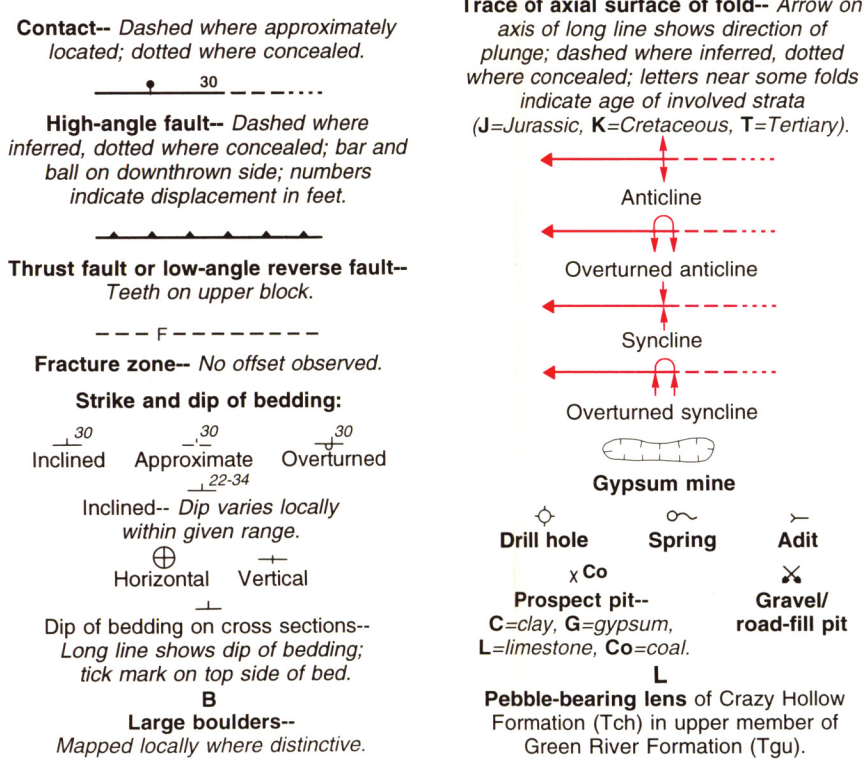 Contact-- Dashed where approximately
located; dotted where concealed.
30
High-angle fault-- Dashed where
inferred, dotted where concealed; bar and
ball on downthrown side; numbers
indicate displacement in feet.
Thrust fault or low-angle reverse fault--
Teeth on upper block.
F
Fracture zone-- No offset observed.
Strike and dip of bedding:
30 30 30
Inclined Approximate Overturned
22-34
Inclined-- Dip varies locally
within given range.
Horizontal Vertical
Dip of bedding on cross sections--
Long line shows dip of bedding;
tick mark on top side of bed.
B
Large boulders--
Mapped locally where distinctive.
Trace of axial surface of fold-- Arrow on
axis of long line shows direction of
plunge; dashed where inferred, dotted
where concealed; letters near some folds
indicate age of involved strata
(J=Jurassic, K=Cretaceous, T=Tertiary).
Anticline
Overturned anticline
Syncline
Overturned syncline
Gypsum mine
Drill hole Spring Adit
x Co
Prospect pit--
C=clay, G=gypsum,
L=limestone, Co=coal.
Gravel/
road-fill pit
L
Pebble-bearing lens of Crazy Hollow
Formation (Tch) in upper member of
Green River Formation (Tgu).